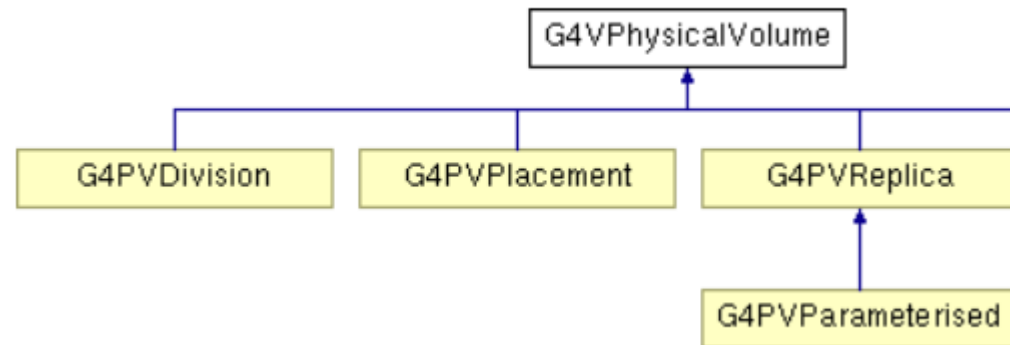 G4VPhysicalVolume
G4PVDivision
G4PVPlacement
G4PVReplica
G4PVParameterised